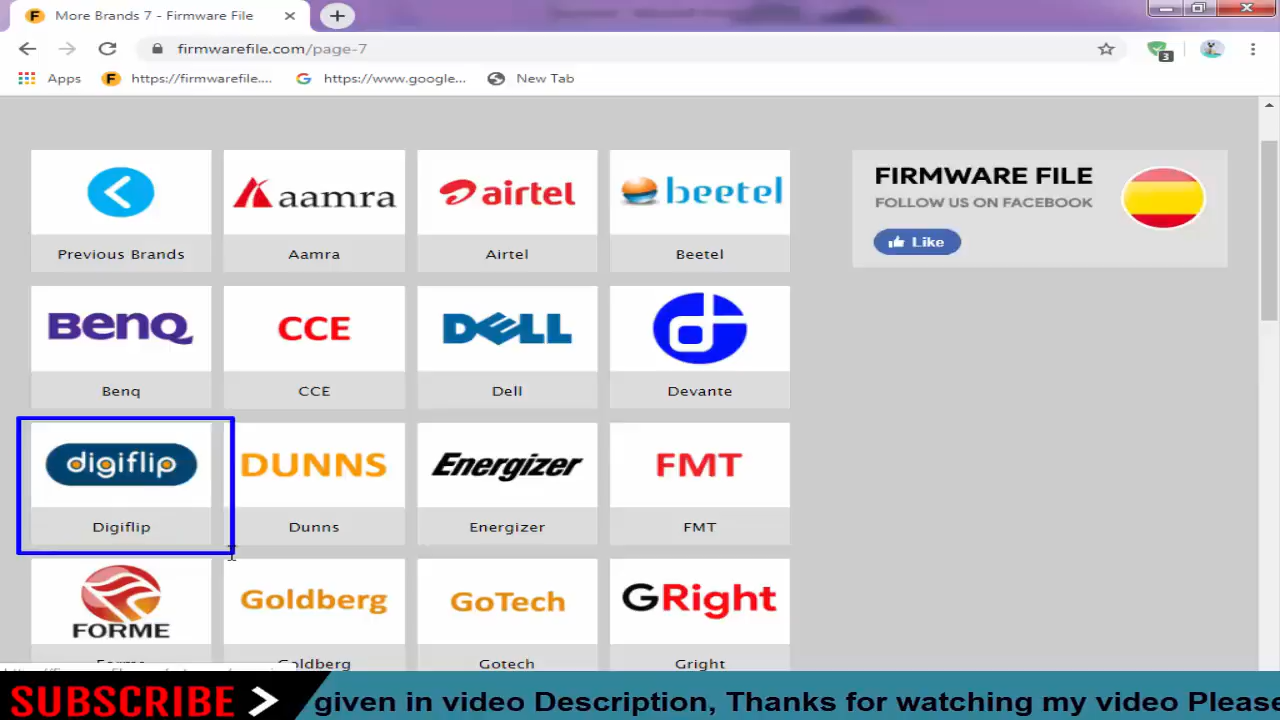 More Brands 7 - Firmware File
firmwarefile.com/page-7
3
Apps
https://firmwarefile....
https://www.google...
New Tab
aamra
airtel
beetel
FIRMWARE FILE
FOLLOW US ON FACEBOOK
Like
Previous Brands
Aamra
Airtel
Beetel
BenQ
CCE
DELL
d
Benq
CCE
Dell
Devante
digiflip
DUNNS
Energizer
FMT
Digiflip
Dunns
Energizer
FMT
FORME
Goldberg
GoTech
GRight
Forme
Goldberg
Gotech
Gright
SUBSCRIBE
given in video Description, Thanks for watching my video Please